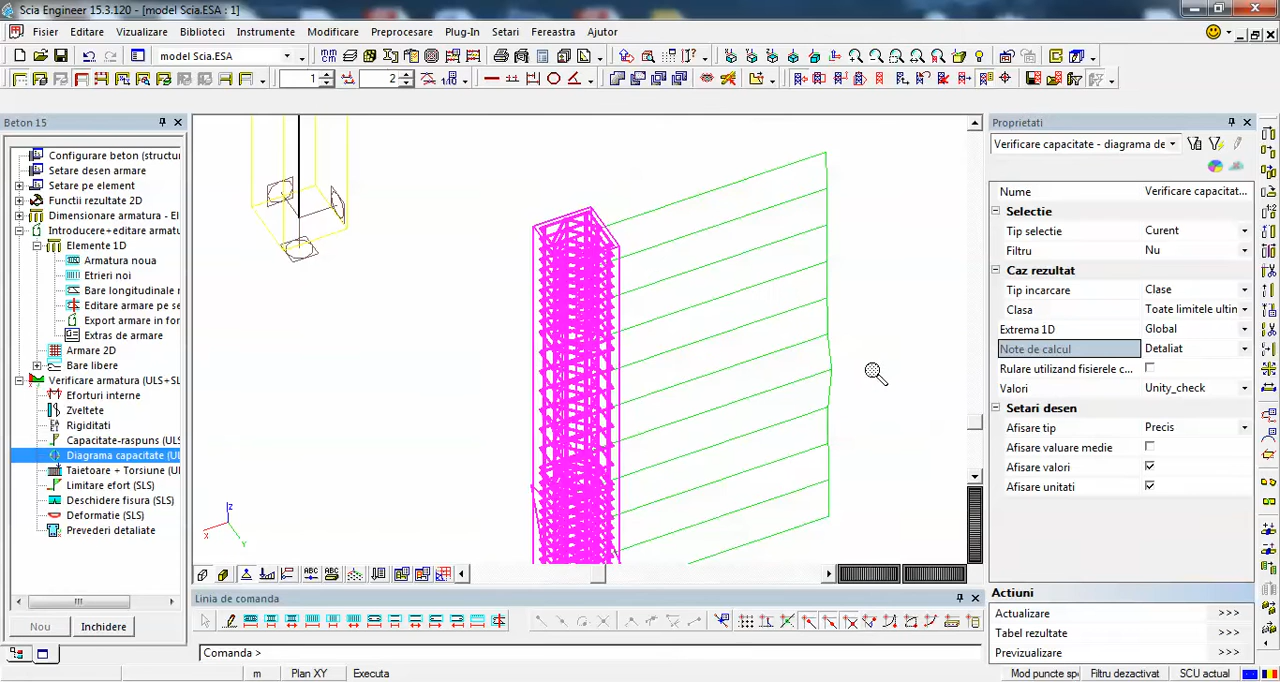 Scia Engineer 15.3.120 - [model Scia.ESA : 1]
Fisier Editare Vizualizare Biblioteci Instrumente Modificare Preprocesare Plug-In Setari Fereastra Ajutor
model Scia.ESA
1 2
Beton 15
Configurare beton (structu
Setare desen armare
Setare pe element
Functii rezultate 2D
Dimensionare armatura - El
Introducere+editare armatu
Elemente 1D
Armatura noua
Etrieri noi
Bare longitudinale n
Editare armare pe se
Export armare in for
Extras de armare
Armare 2D
Bare libere
Verificare armatura (ULS+SL
Eforturi interne
Zveltete
Rigiditati
Capacitate-raspuns (ULS
Diagrama capacitate (UL
Taietoare + Torsiune (U
Limitare efort (SLS)
Deschidere fisura (SLS)
Deformatie (SLS)
Prevederi detaliate
Nou Inchidere
Z
X
Y
ABC ABC
Linia de comanda
Comanda >
Proprietati
Verificare capacitate - diagrama de
Nume Verificare capacitat...
Selectie
Tip selectie Curent
Filtru Nu
Caz rezultat
Tip incarcare Clase
Clasa Toate limitele ultin
Extrema 1D Global
Note de calcul Detaliat
Rulare utilizand fisierele c...
Valori Unity_check
Setari desen
Afisare tip Precis
Afisare valuare medie
Afisare valori
Afisare unitati
Actiuni
Actualizare >>>
Tabel rezultate >>>
Previzualizare >>>
m Plan XY Executa Mod puncte spe Filtru dezactivat SCU actual